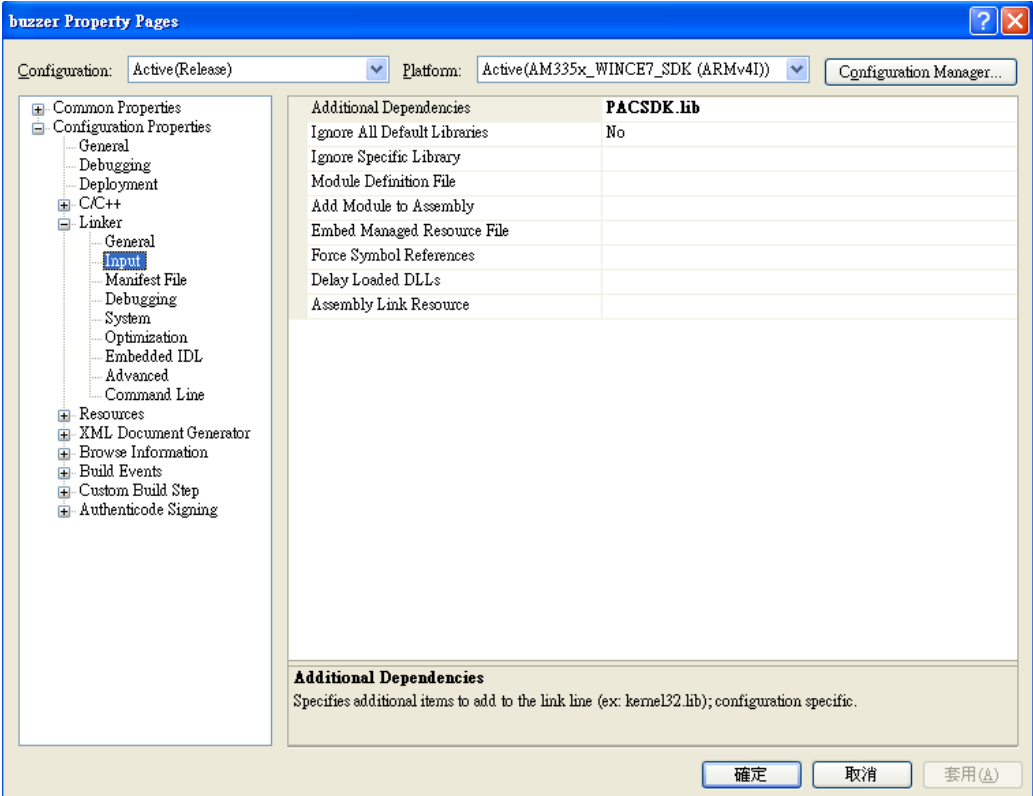 buzzer Property Pages
Configuration: Active(Release) Platform: Active(AM335x_WINCE7_SDK (ARMv4I)) Configuration Manager...
Common Properties
Configuration Properties
General
Debugging
Deployment
C/C++
Linker
General
Input
Manifest File
Debugging
System
Optimization
Embedded IDL
Advanced
Command Line
Resources
XML Document Generator
Browse Information
Build Events
Custom Build Step
Authenticode Signing
Additional Dependencies PACSDK.lib
Ignore All Default Libraries No
Ignore Specific Library
Module Definition File
Add Module to Assembly
Embed Managed Resource File
Force Symbol References
Delay Loaded DLLs
Assembly Link Resource
Additional Dependencies
Specifies additional items to add to the link line (ex: kernel32.lib); configuration specific.
確定 取消 套用(A)